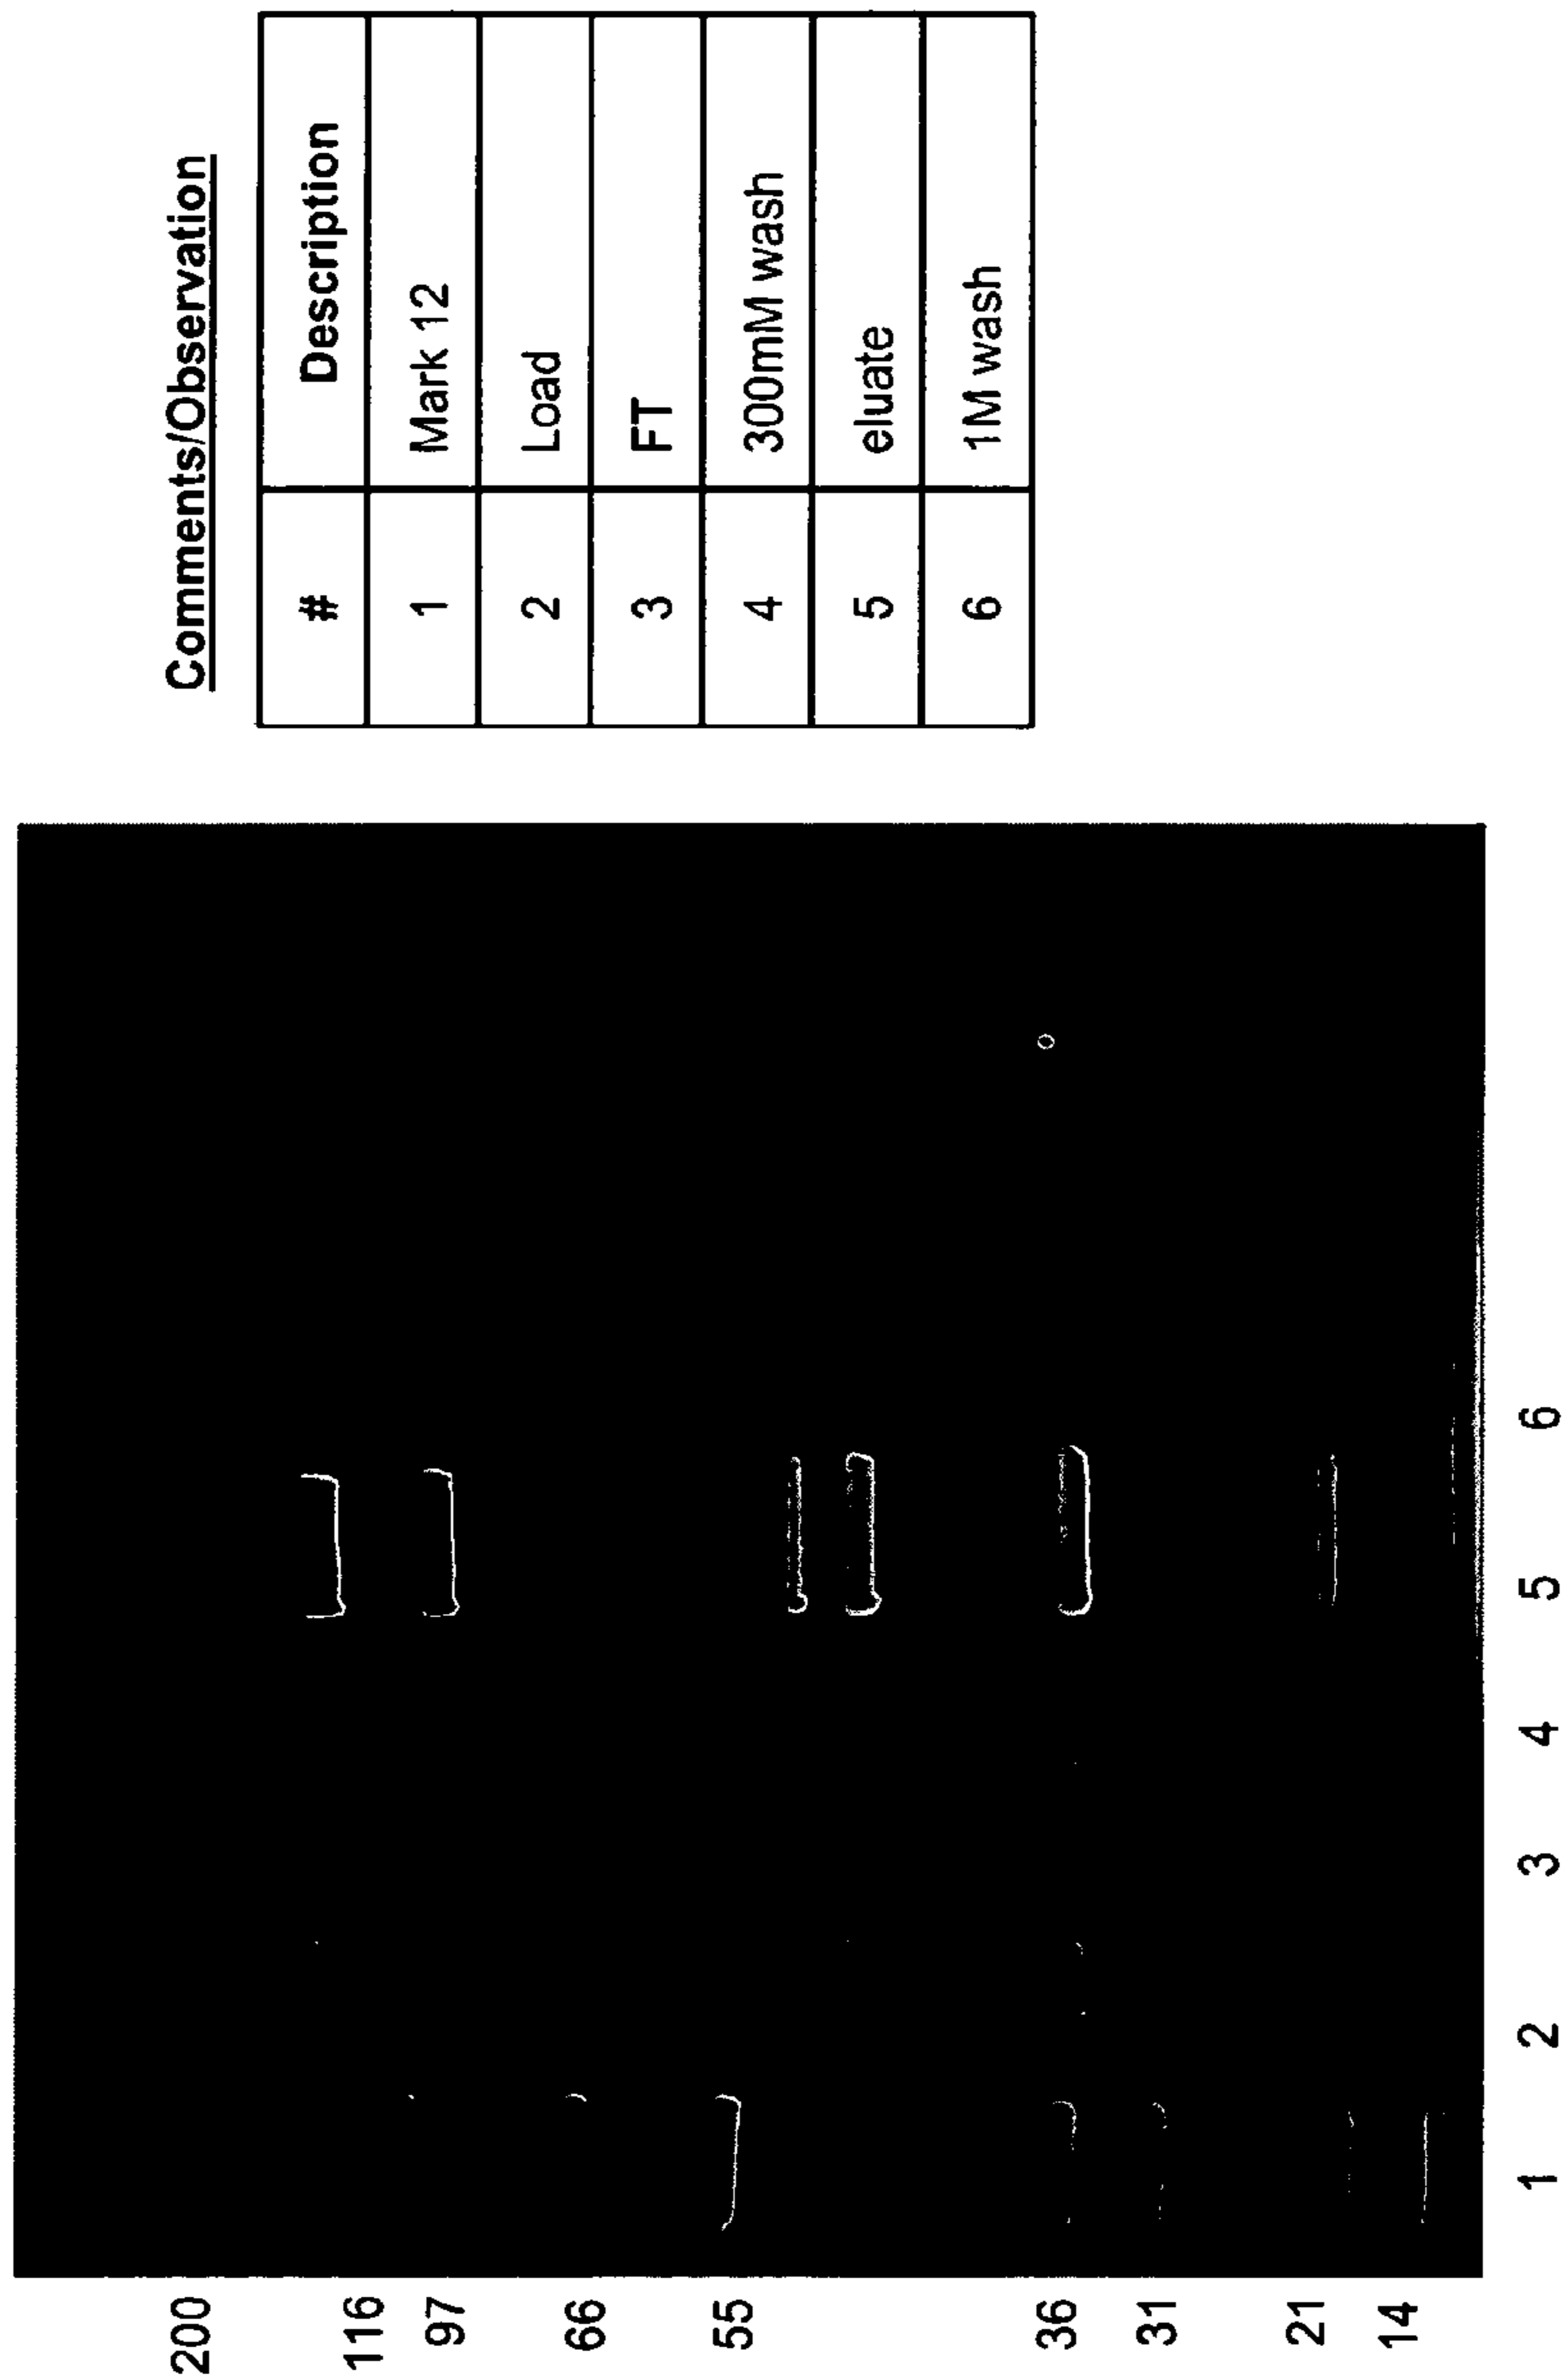 Comments/Observation
# Description
1 Mark 12
2 Load
3 FT
4 300mM wash
5 eluate
6 1M wash
200
116
97
66
55
36
31
21
14
1 2 3 4 5 6